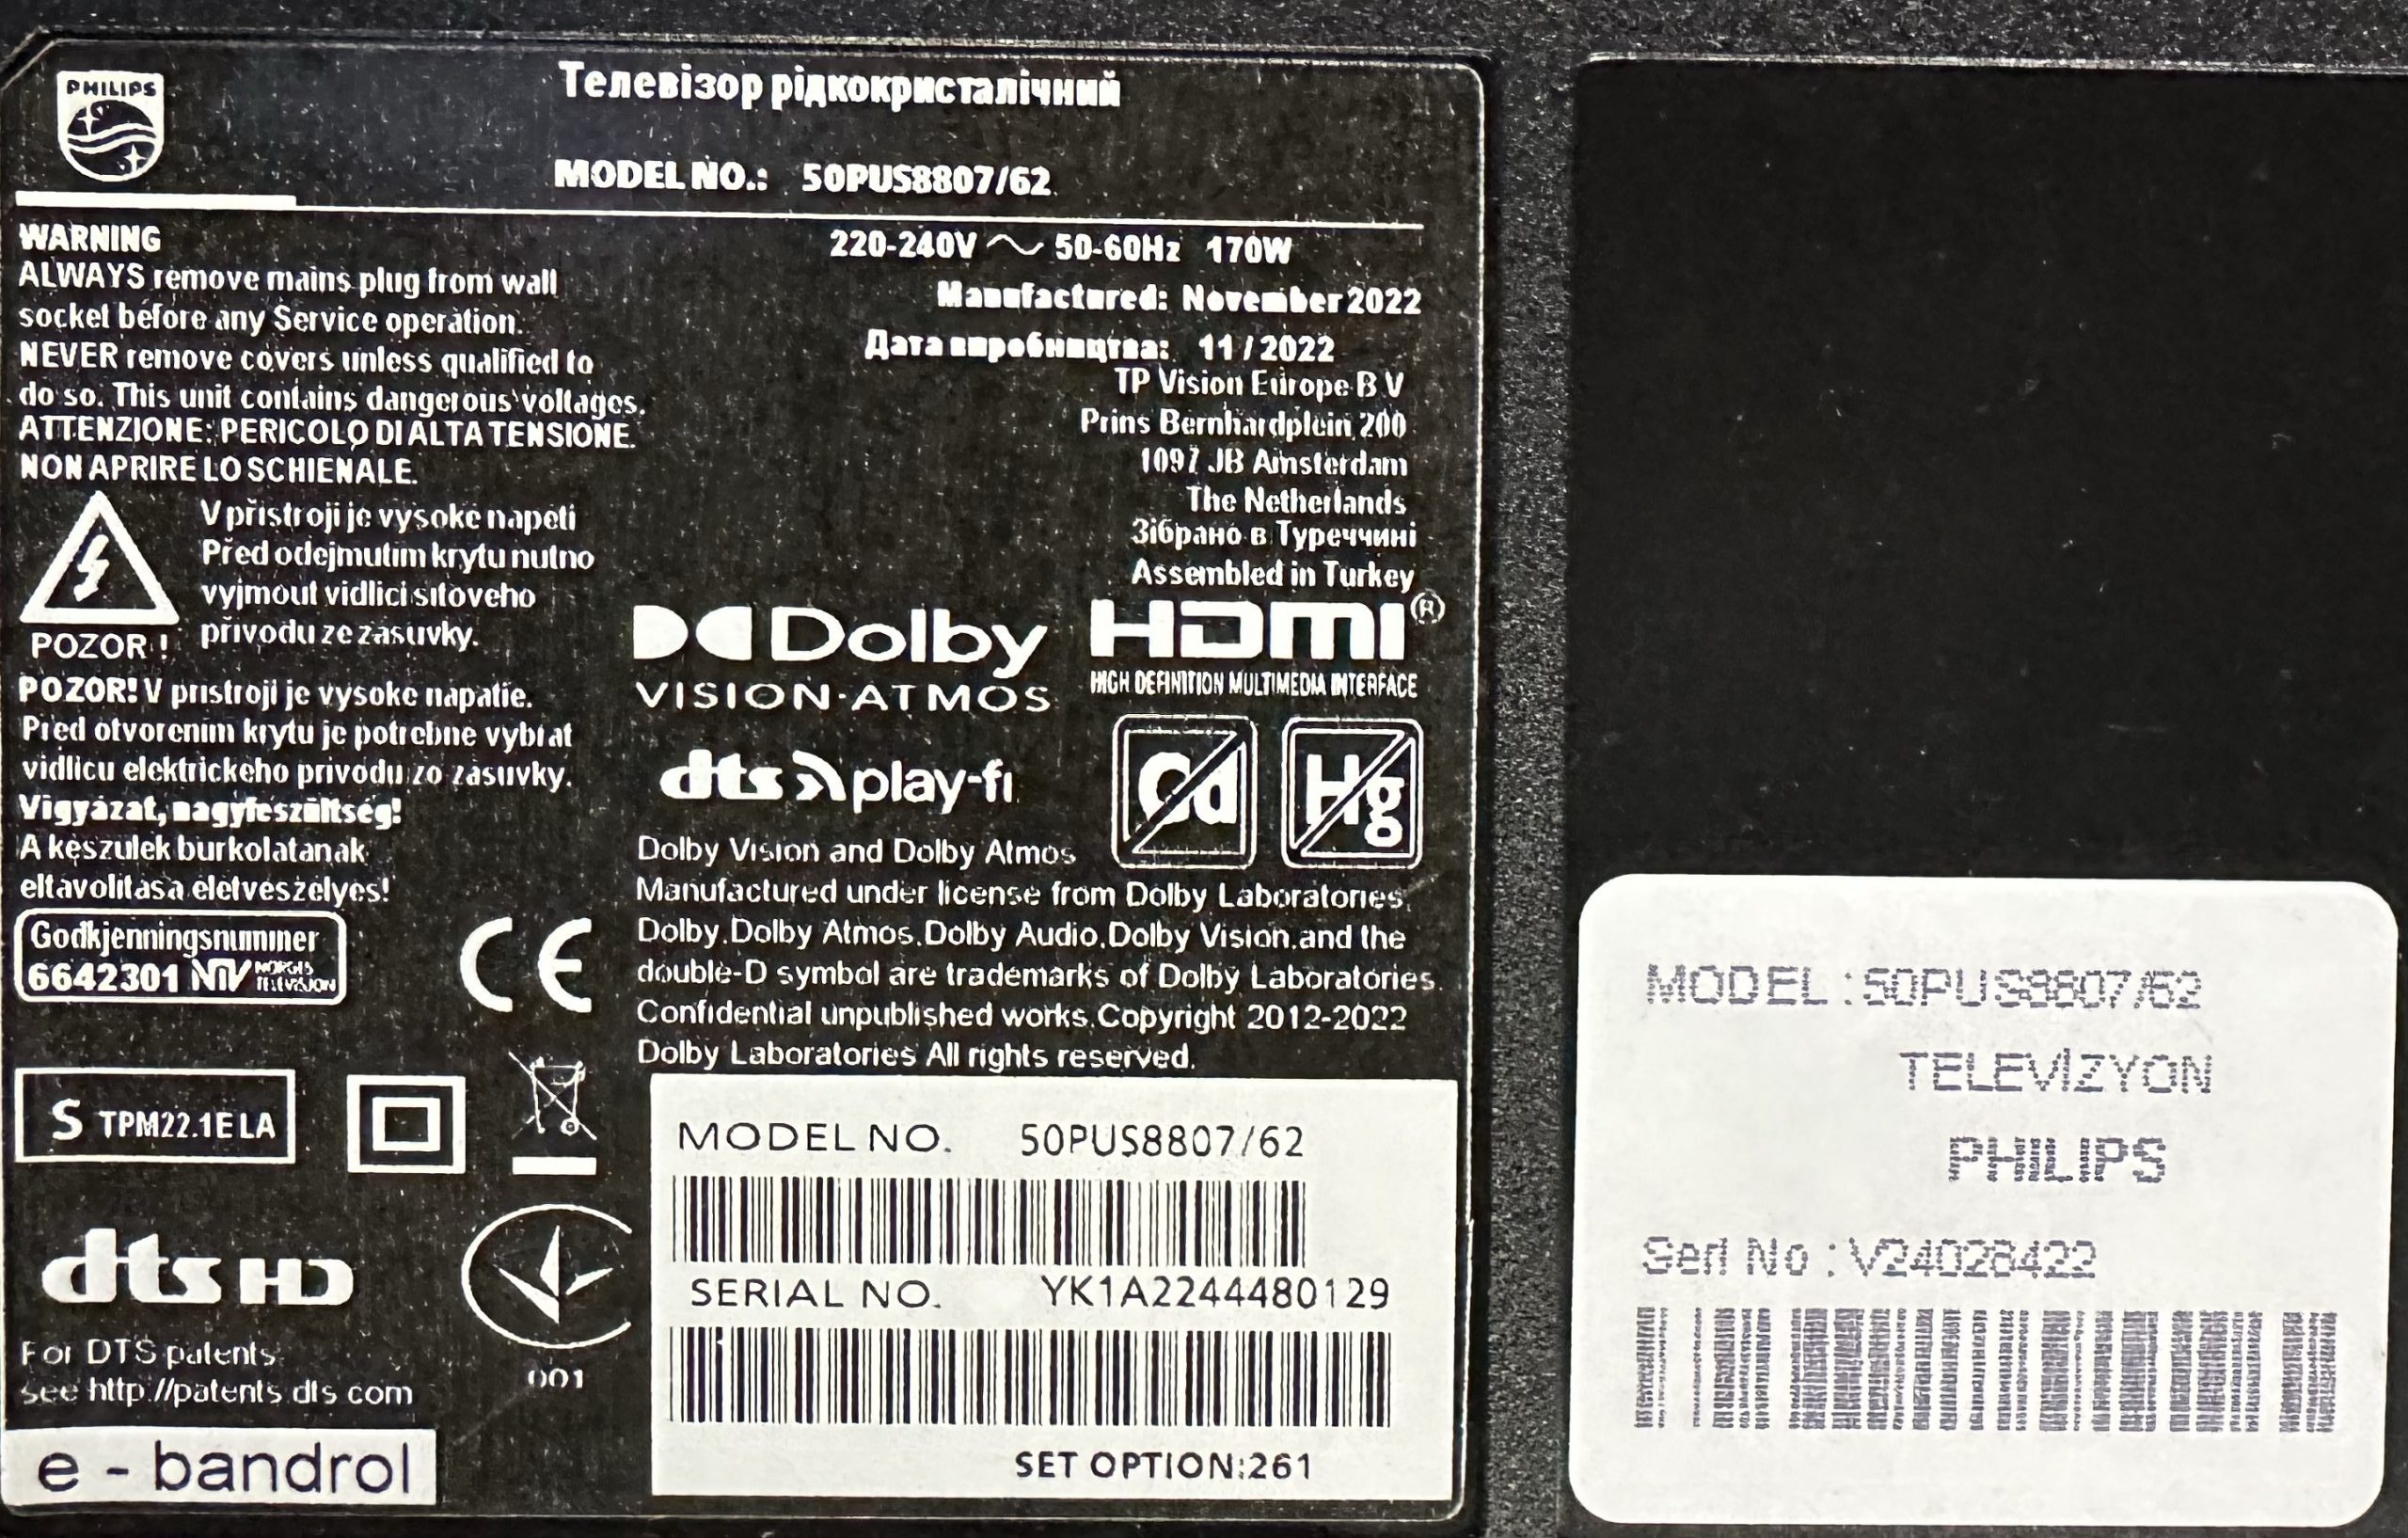 PHILIPS
Телевізор рідкокристалічний
MODEL NO.: 50PUS8807/62
WARNING
ALWAYS remove mains plug from wall
socket before any Service operation.
NEVER remove covers unless qualified to
do so. This unit contains dangerous voltages.
ATTENZIONE: PERICOLO DI ALTA TENSIONE.
NON APRIRE LO SCHIENALE.
POZOR !
V přistroji je vysoke napeti
Před odejmutim krytu nutno
vyjmout vidlici sitoveho
přivodu ze zasuvky.
POZOR! V pristroji je vysoke napatie.
Pred otvorenim krytu je potrebne vybrat
vidlicu elektrickeho privodu zo zasuvky.
Vigyázat, nagyfeszültség!
A keszulek burkolatanak
eltavolitasa eletveszelyes!
Godkjenningsnummer
6642301 NTV NORGES TELEVISJON
CE
S TPM22.1E LA
dts HD
For DTS patents
see http://patents.dts.com
001
e - bandrol
220-240V ~ 50-60Hz 170W
Manufactured: November 2022
Дата виробництва: 11 / 2022
TP Vision Europe B V
Prins Bernhardplein 200
1097 JB Amsterdam
The Netherlands
Зібрано в Туреччині
Assembled in Turkey
Dolby
VISION·ATMOS
HDMI®
HIGH DEFINITION MULTIMEDIA INTERFACE
dts play-fi
Cd
Hg
Dolby Vision and Dolby Atmos
Manufactured under license from Dolby Laboratories.
Dolby,Dolby Atmos,Dolby Audio,Dolby Vision,and the
double-D symbol are trademarks of Dolby Laboratories.
Confidential unpublished works.Copyright 2012-2022
Dolby Laboratories All rights reserved.
MODEL NO. 50PUS8807/62
SERIAL NO. YK1A2244480129
SET OPTION:261
MODEL :50PUS8807/62
TELEVİZYON
PHILIPS
Seri No : V24028422